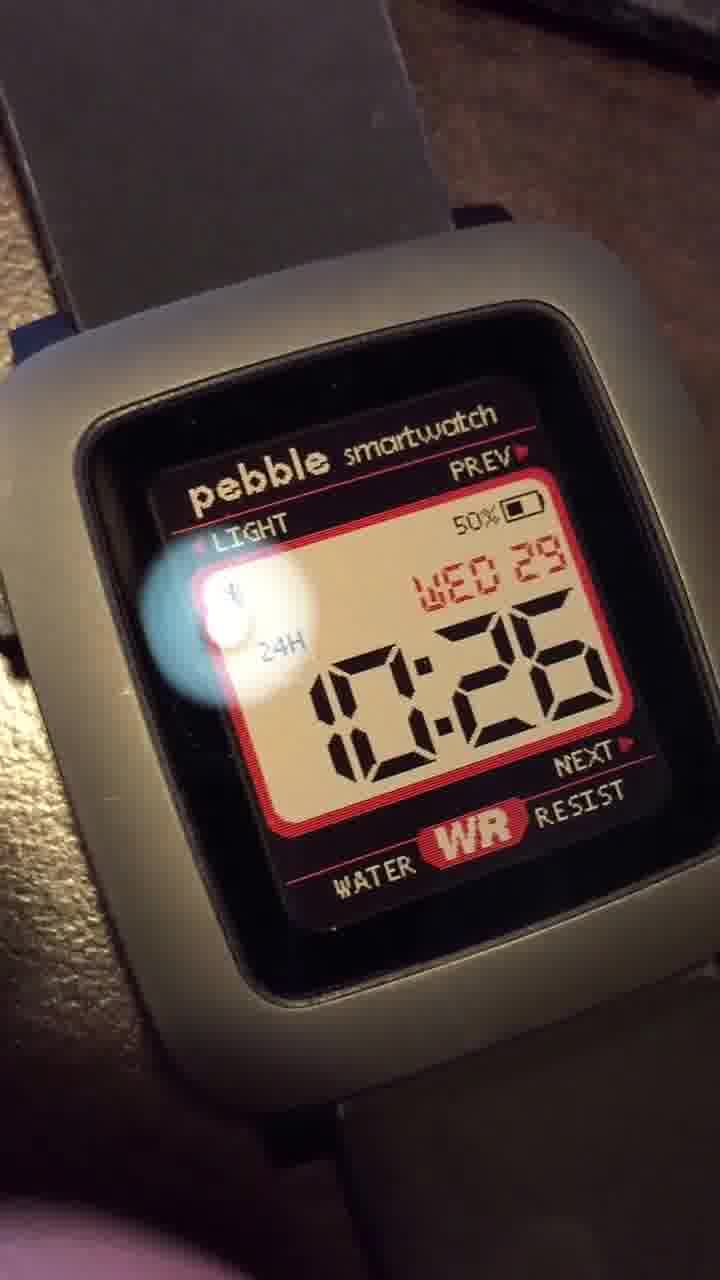 pebble smartwatch
PREV
LIGHT
50%
WED 29
24H
10:26
NEXT
WATER WR RESIST